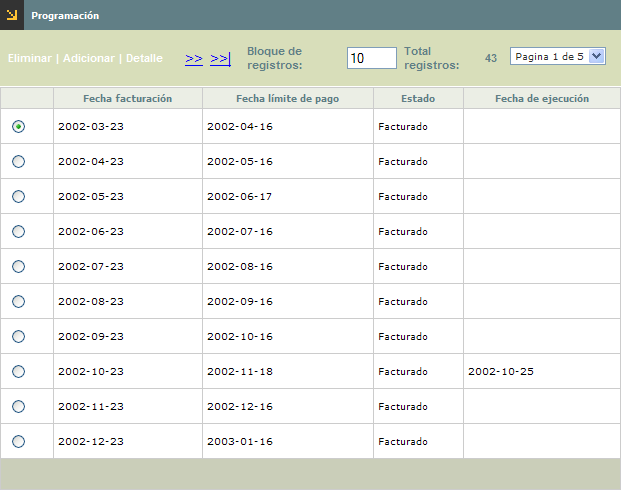 Programación
Eliminar | Adicionar | Detalle >> >>| Bloque de registros: 10 Total registros: 43 Pagina 1 de 5
Fecha facturación Fecha límite de pago Estado Fecha de ejecución
2002-03-23 2002-04-16 Facturado
2002-04-23 2002-05-16 Facturado
2002-05-23 2002-06-17 Facturado
2002-06-23 2002-07-16 Facturado
2002-07-23 2002-08-16 Facturado
2002-08-23 2002-09-16 Facturado
2002-09-23 2002-10-16 Facturado
2002-10-23 2002-11-18 Facturado 2002-10-25
2002-11-23 2002-12-16 Facturado
2002-12-23 2003-01-16 Facturado